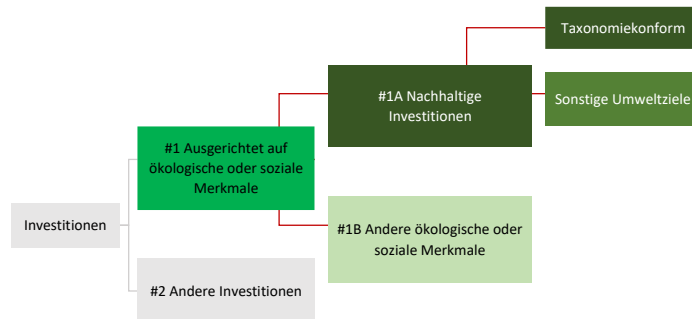 Taxonomiekonform
#1A Nachhaltige
Investitionen
Sonstige Umweltziele
#1 Ausgerichtet auf
ökologische oder soziale
Merkmale
Investitionen
#1B Andere ökologische oder
soziale Merkmale
#2 Andere Investitionen